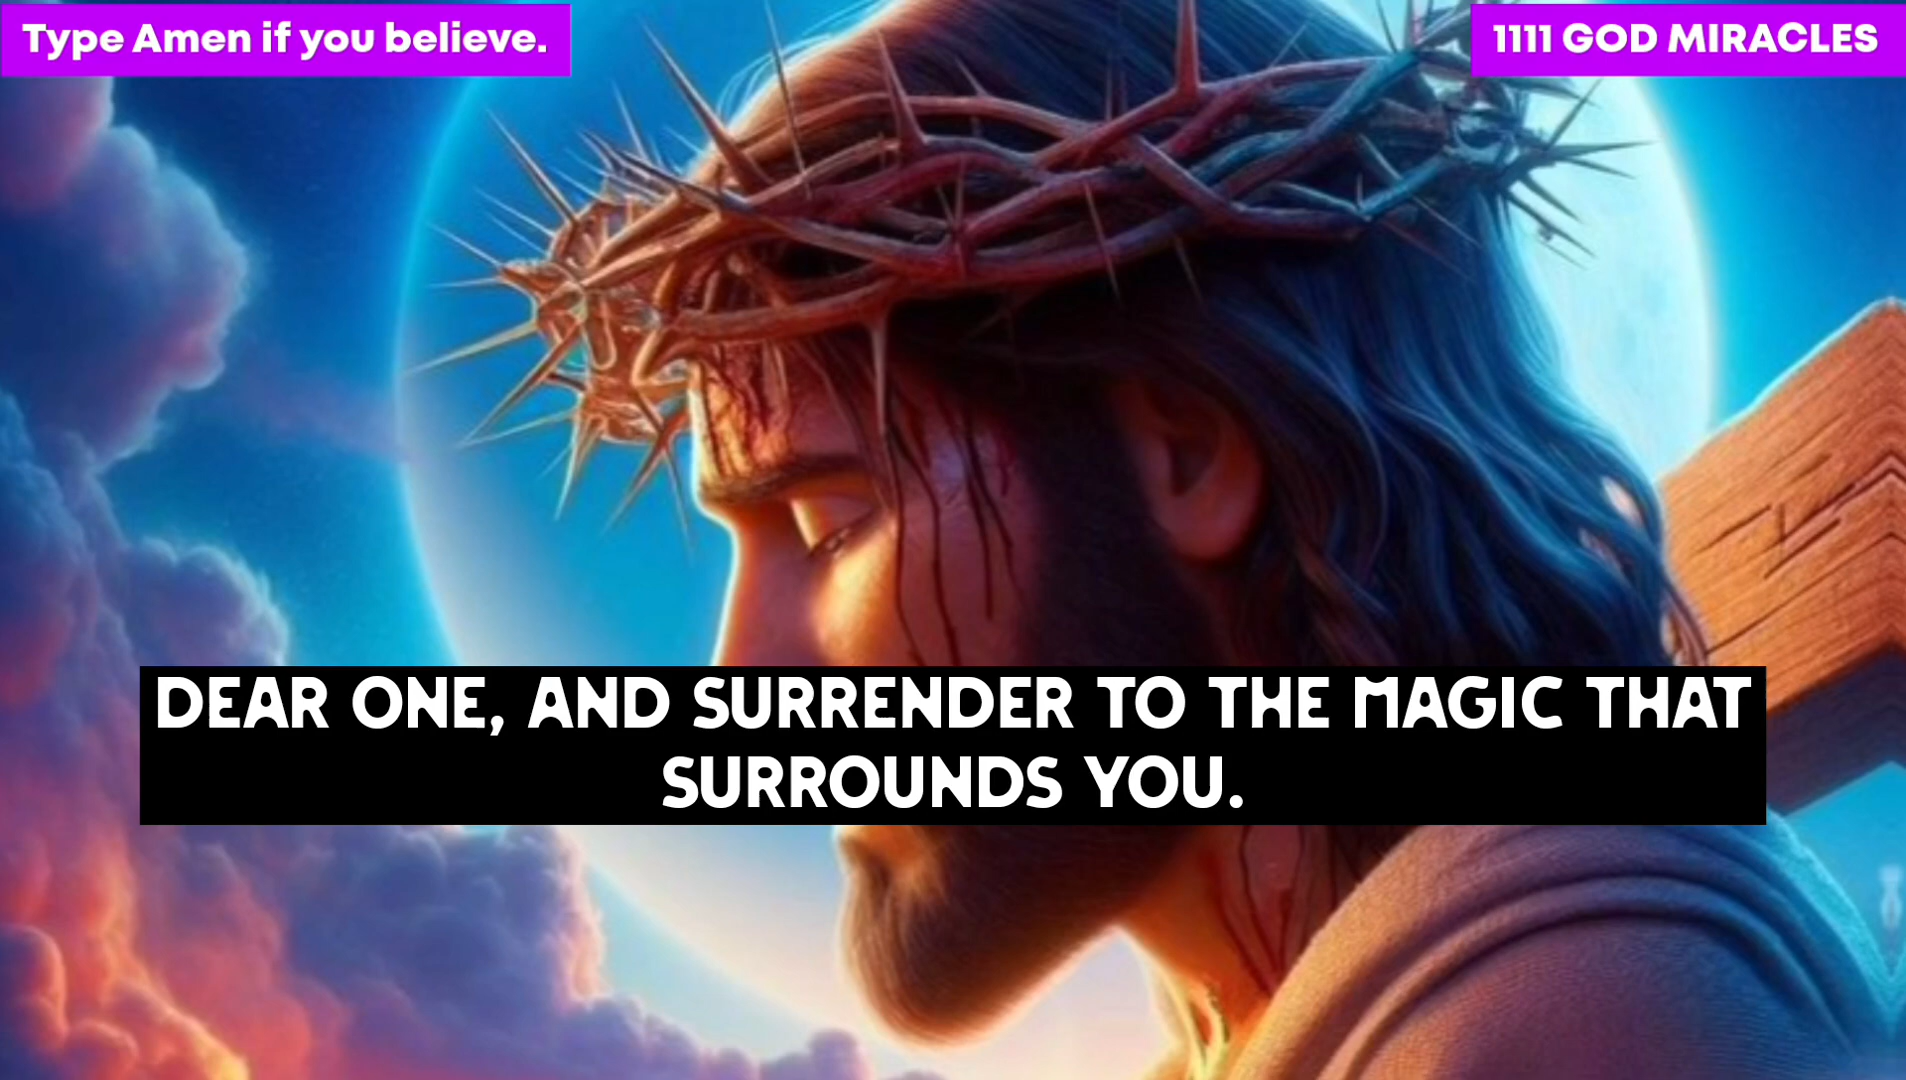 Type Amen if you believe.
1111 GOD MIRACLES
DEAR ONE, AND SURRENDER TO THE MAGIC THAT
SURROUNDS YOU.